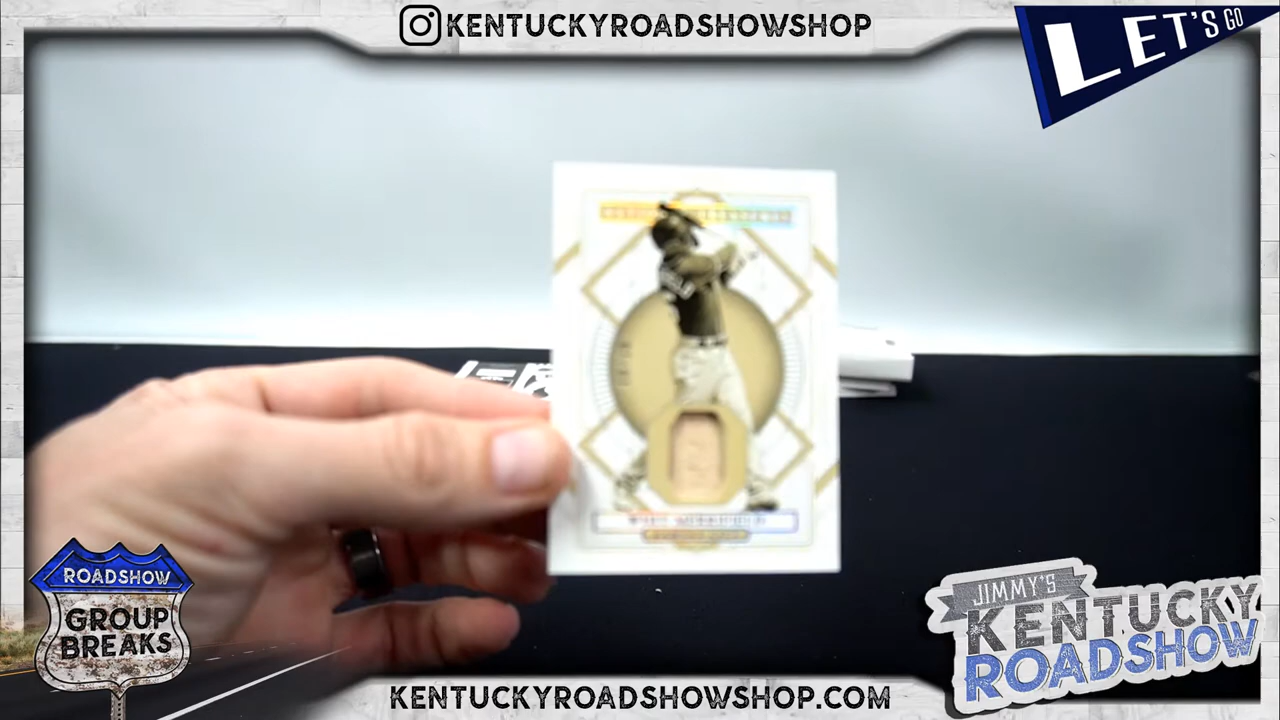 KENTUCKYROADSHOWSHOP
LET'S GO
ROADSHOW
GROUP
BREAKS
JIMMY'S
KENTUCKY
ROADSHOW
KENTUCKYROADSHOWSHOP.COM